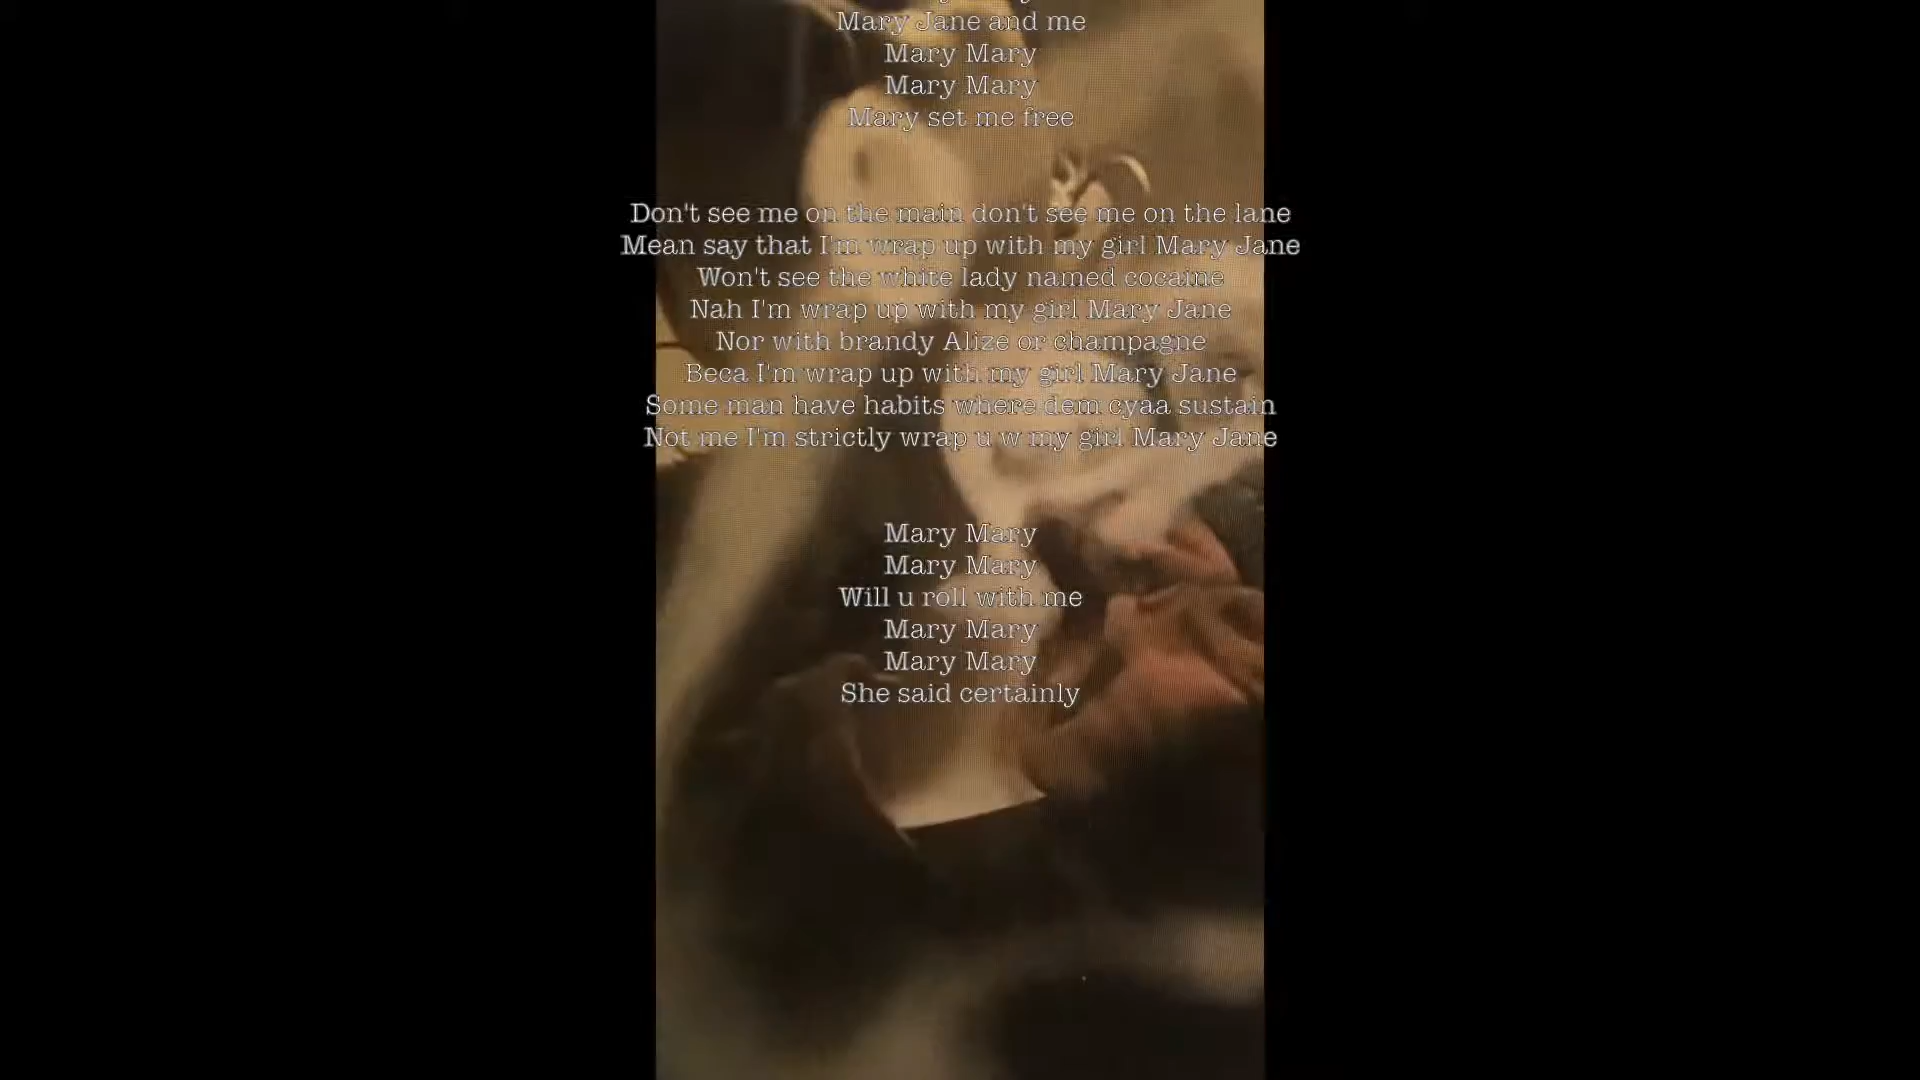 Mary Jane and me
Mary Mary
Mary Mary
Mary set me free
Don't see me on the main don't see me on the lane
Mean say that I'm wrap up with my girl Mary Jane
Won't see the white lady named cocaine
Nah I'm wrap up with my girl Mary Jane
Nor with brandy Alize or champagne
Beca I'm wrap up with my girl Mary Jane
Some man have habits where dem cyaa sustain
Not me I'm strictly wrap u w my girl Mary Jane
Mary Mary
Mary Mary
Will u roll with me
Mary Mary
Mary Mary
She said certainly